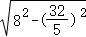 √(8² − (32/5)²)